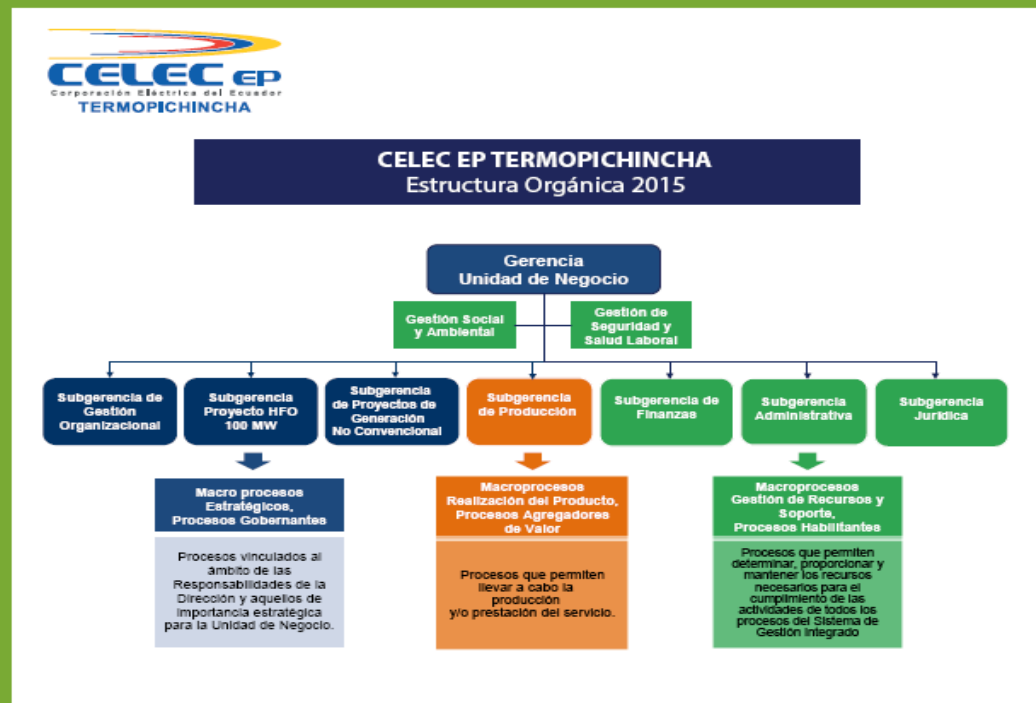 CELEC EP
Corporación Eléctrica del Ecuador
TERMOPICHINCHA
CELEC EP TERMOPICHINCHA
Estructura Orgánica 2015
Gerencia
Unidad de Negocio
Gestión Social
y Ambiental
Gestión de
Seguridad y
Salud Laboral
Subgerencia de
Gestión
Organizacional
Subgerencia
Proyecto HFO
100 MW
Subgerencia
de Proyectos de
Generación
No Convencional
Subgerencia
de Producción
Subgerencia de
Finanzas
Subgerencia
Administrativa
Subgerencia
Jurídica
Macro procesos
Estratégicos,
Procesos Gobernantes
Procesos vinculados al
ámbito de las
Responsabilidades de la
Dirección y aquellos de
importancia estratégica
para la Unidad de Negocio.
Macroprocesos
Realización del Producto,
Procesos Agregadores
de Valor
Procesos que permiten
llevar a cabo la
producción
y/o prestación del servicio.
Macroprocesos
Gestión de Recursos y
Soporte,
Procesos Habilitantes
Procesos que permiten
determinar, proporcionar y
mantener los recursos
necesarios para el
cumplimiento de las
actividades de todos los
procesos del Sistema de
Gestión Integrado